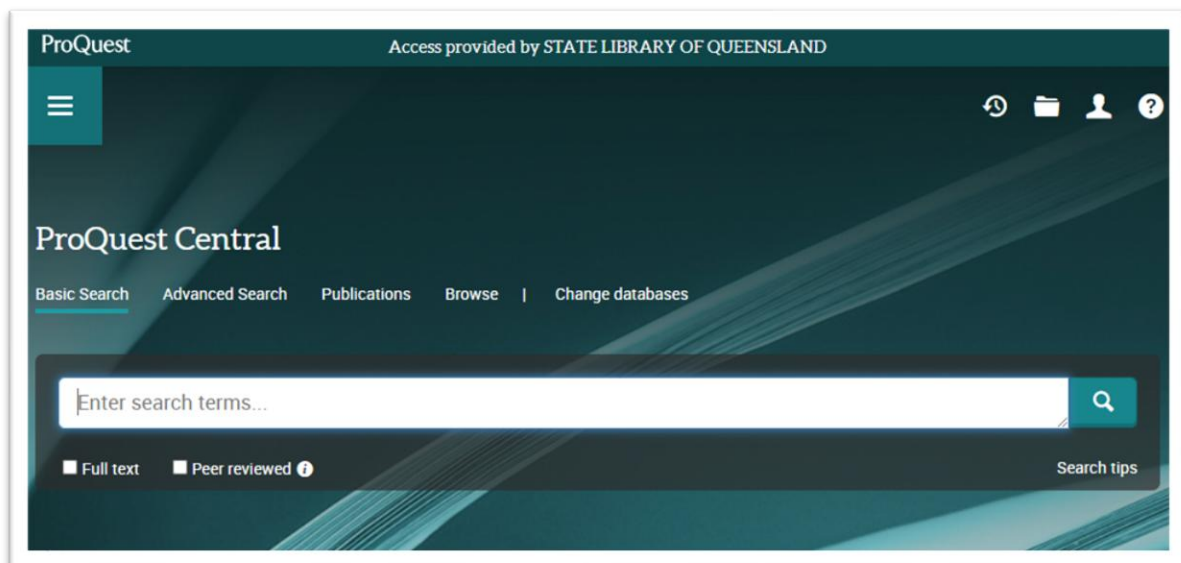 ProQuest
Access provided by STATE LIBRARY OF QUEENSLAND
ProQuest Central
Basic Search Advanced Search Publications Browse | Change databases
Enter search terms...
Full text Peer reviewed
Search tips